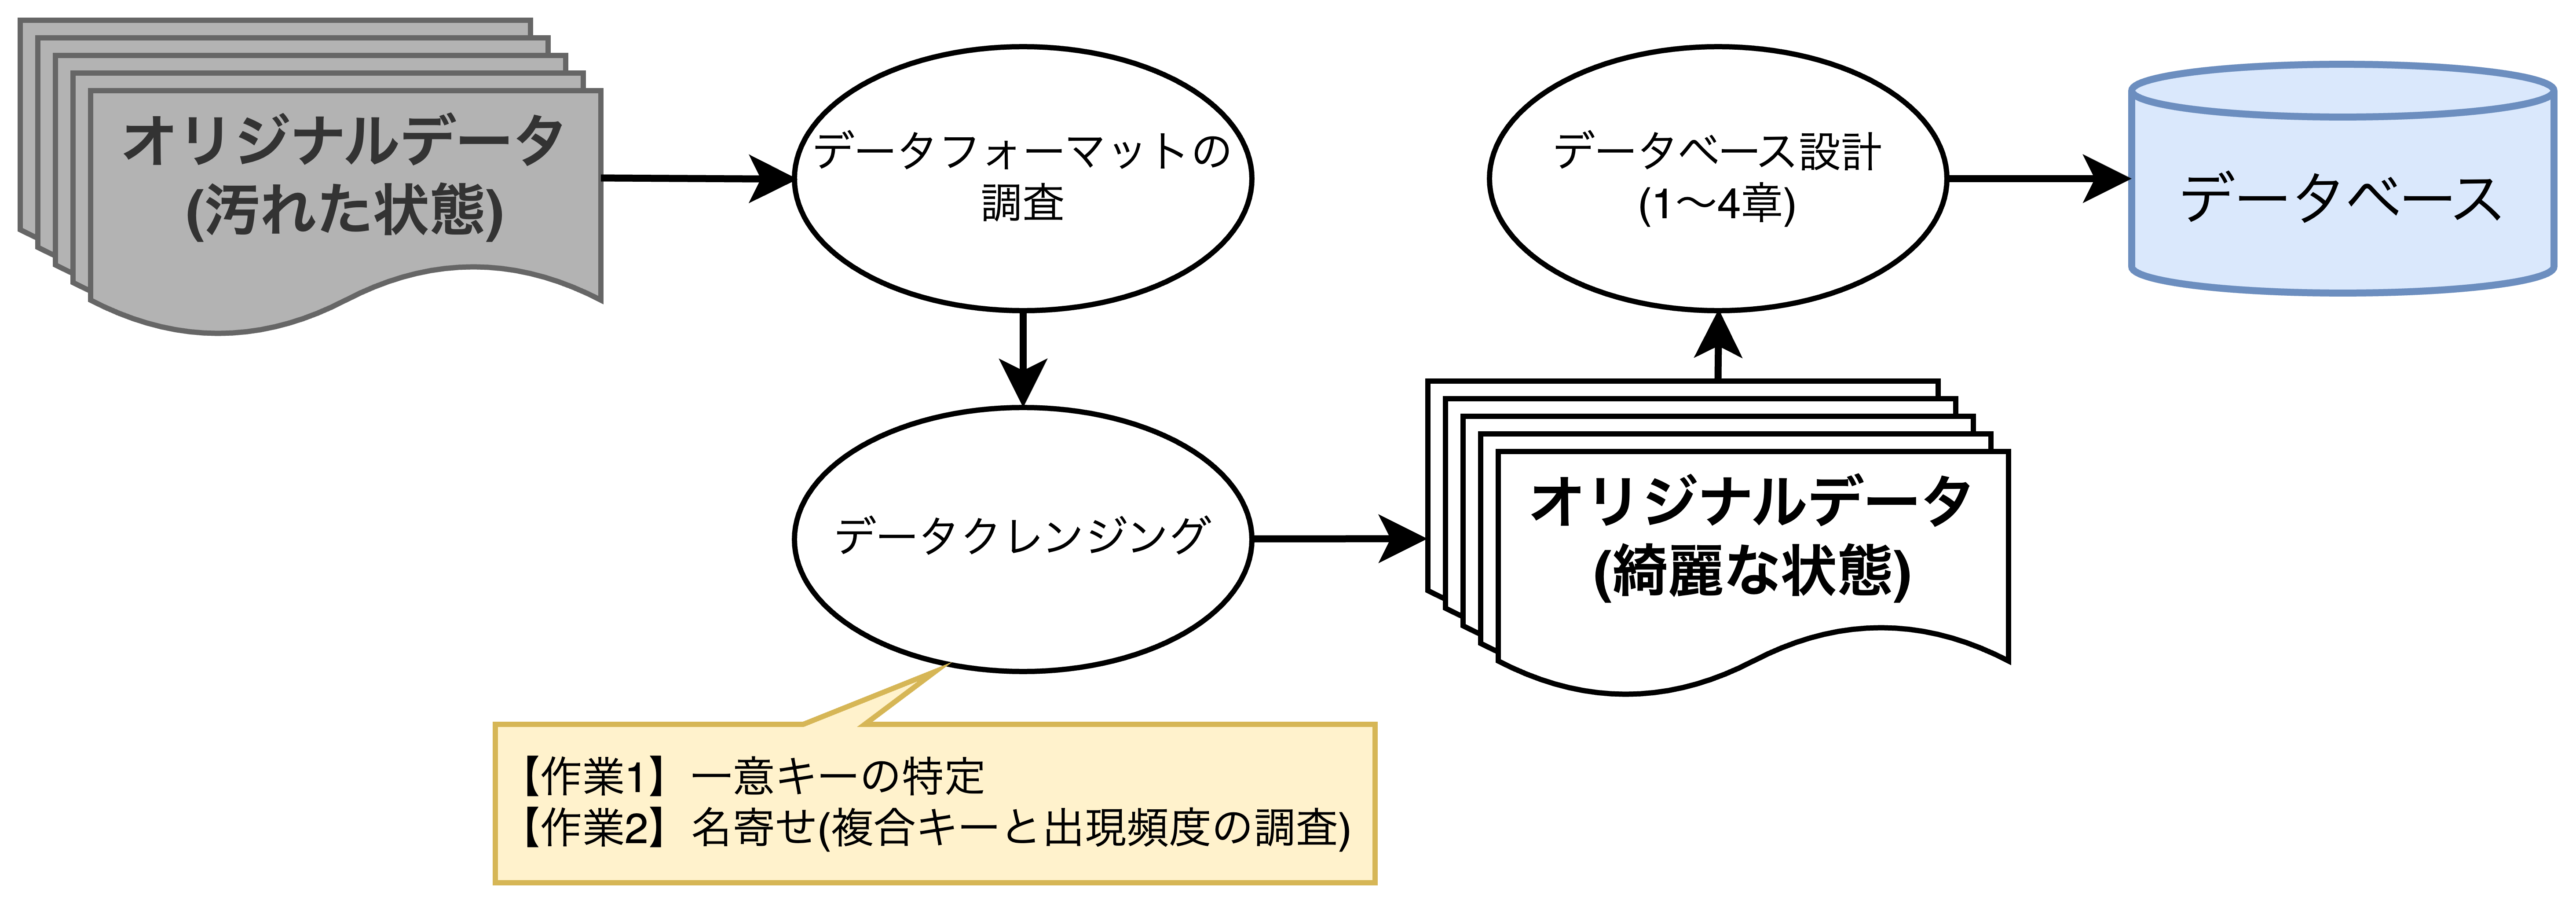 オリジナルデータ
(汚れた状態)
データフォーマットの
調査
データベース設計
(1〜4章)
データベース
データクレンジング
オリジナルデータ
(綺麗な状態)
【作業1】一意キーの特定
【作業2】名寄せ(複合キーと出現頻度の調査)